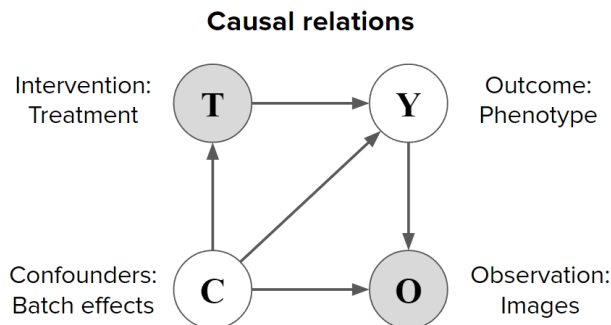 Causal relations
Intervention:
Treatment
T
Y
Outcome:
Phenotype
Confounders:
Batch effects
C
O
Observation:
Images